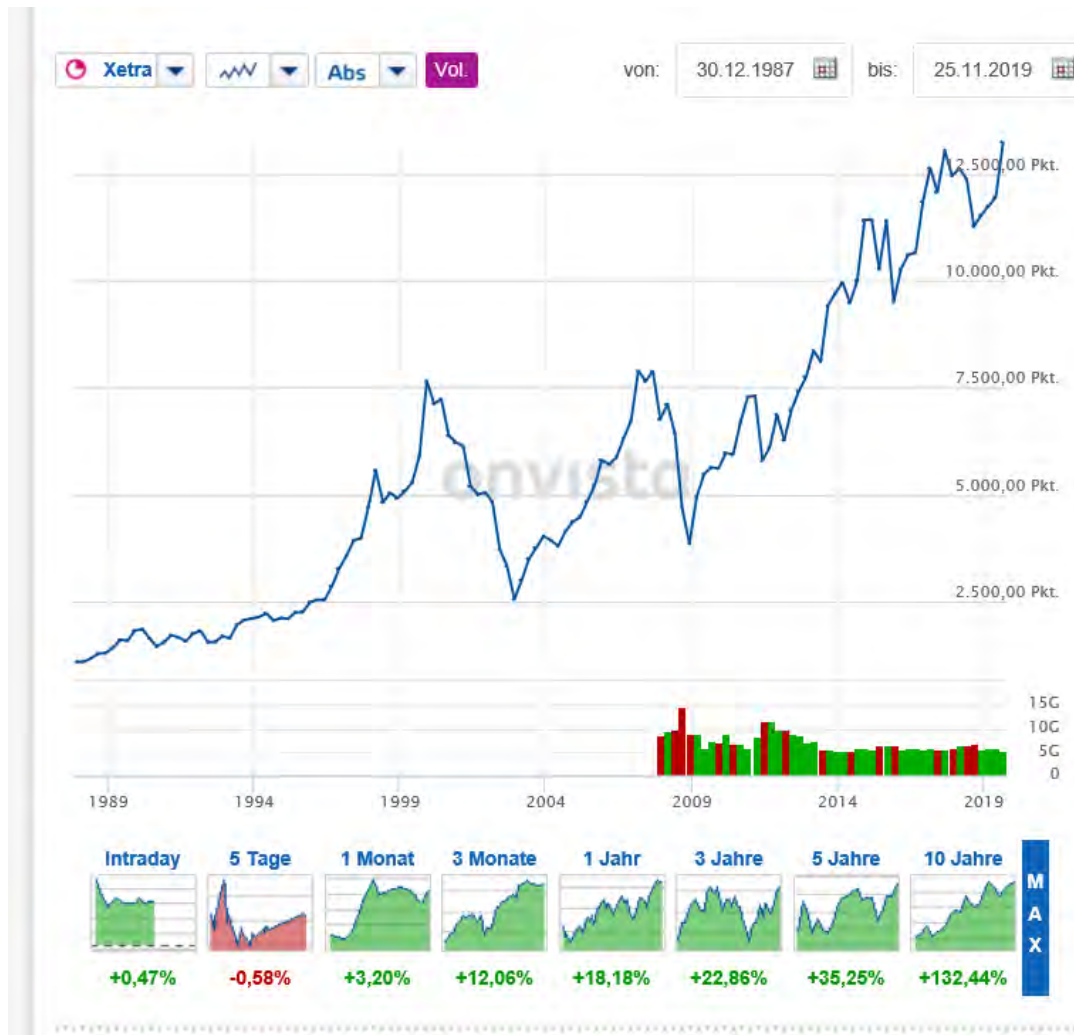 Xetra Abs Vol. von: 30.12.1987 bis: 25.11.2019
12.500,00 Pkt.
10.000,00 Pkt.
7.500,00 Pkt.
onvista
5.000,00 Pkt.
2.500,00 Pkt.
15G
10G
5G
0
1989 1994 1999 2004 2009 2014 2019
Intraday 5 Tage 1 Monat 3 Monate 1 Jahr 3 Jahre 5 Jahre 10 Jahre
MAX
+0,47% -0,58% +3,20% +12,06% +18,18% +22,86% +35,25% +132,44%